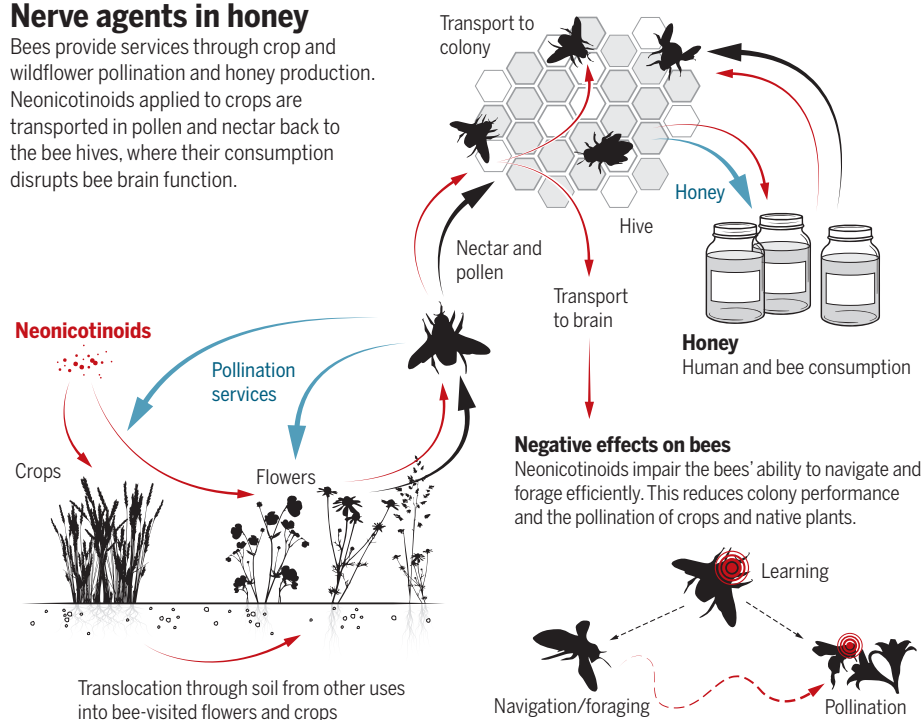 Nerve agents in honey
Bees provide services through crop and
wildflower pollination and honey production.
Neonicotinoids applied to crops are
transported in pollen and nectar back to
the bee hives, where their consumption
disrupts bee brain function.
Transport to
colony
Honey
Hive
Nectar and
pollen
Transport
to brain
Honey
Human and bee consumption
Neonicotinoids
Pollination
services
Crops
Flowers
Negative effects on bees
Neonicotinoids impair the bees’ ability to navigate and
forage efficiently. This reduces colony performance
and the pollination of crops and native plants.
Learning
Navigation/foraging
Pollination
Translocation through soil from other uses
into bee-visited flowers and crops